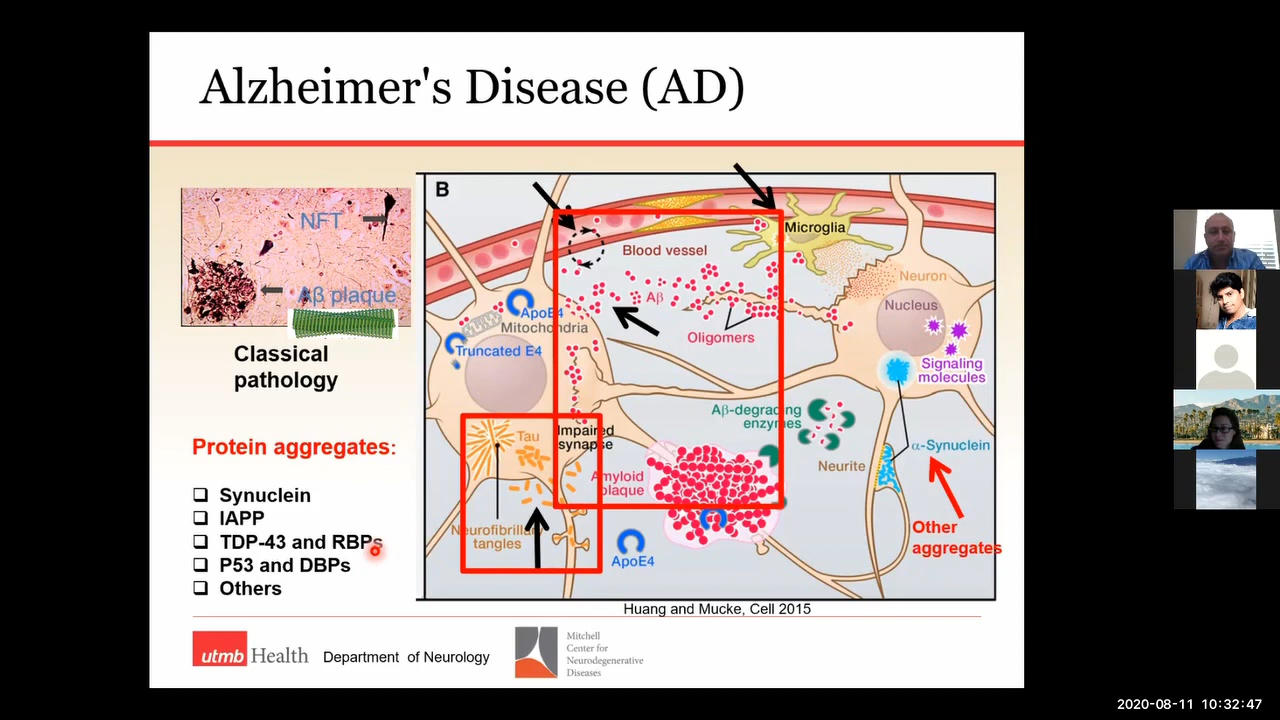 Alzheimer's Disease (AD)
NFT
Aβ plaque
Classical
pathology
Protein aggregates:
Synuclein
IAPP
TDP-43 and RBPs
P53 and DBPs
Others
B
Blood vessel
Microglia
Neuron
Nucleus
Aβ
ApoE4
Mitochondria
Oligomers
Truncated E4
Signaling
molecules
Aβ-degrading
enzymes
Tau
Impaired
synapse
α-Synuclein
Neurite
Amyloid
plaque
Neurofibrillary
tangles
ApoE4
Other
aggregates
Huang and Mucke, Cell 2015
utmb Health
Department of Neurology
Mitchell
Center for
Neurodegenerative
Diseases
2020-08-11 10:32:47